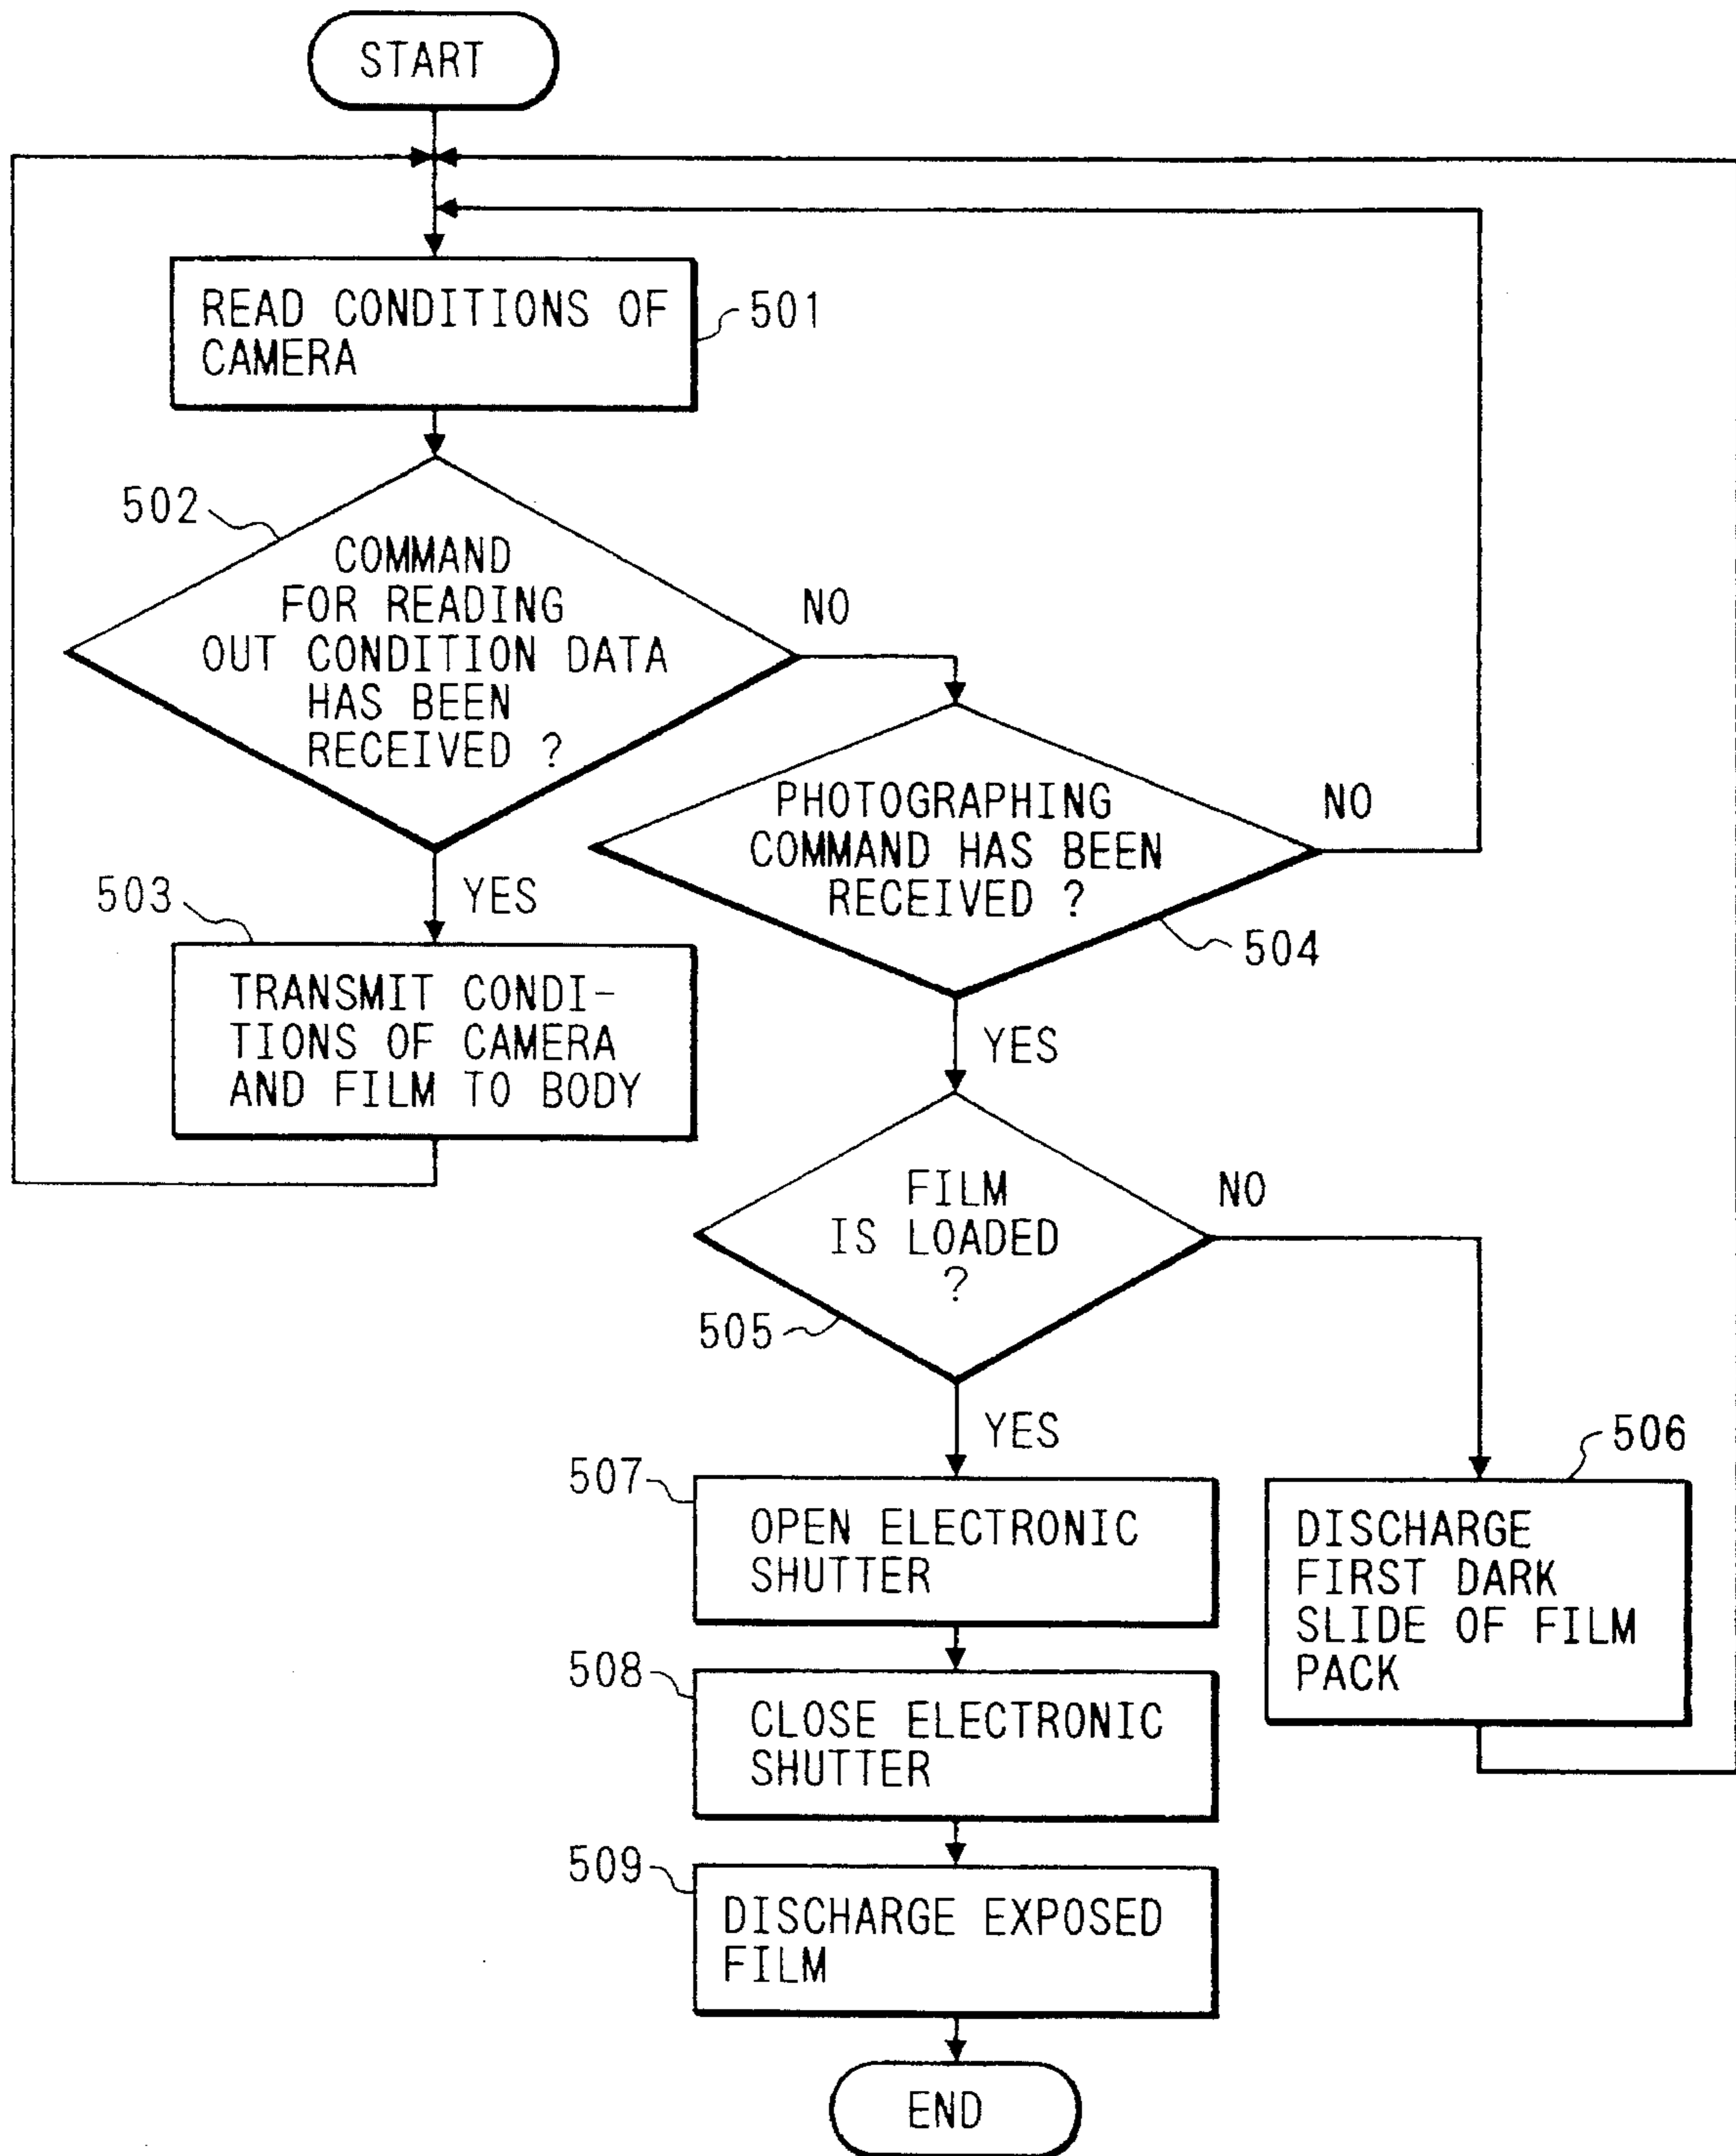 START
READ CONDITIONS OF
CAMERA
501
502
COMMAND
FOR READING
OUT CONDITION DATA
HAS BEEN
RECEIVED ?
NO
YES
503
TRANSMIT CONDI-
TIONS OF CAMERA
AND FILM TO BODY
PHOTOGRAPHING
COMMAND HAS BEEN
RECEIVED ?
NO
504
YES
FILM
IS LOADED
?
NO
505
YES
506
DISCHARGE
FIRST DARK
SLIDE OF FILM
PACK
507
OPEN ELECTRONIC
SHUTTER
508
CLOSE ELECTRONIC
SHUTTER
509
DISCHARGE EXPOSED
FILM
END